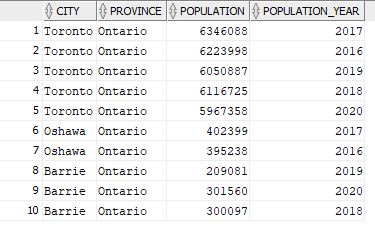 CITY PROVINCE POPULATION POPULATION_YEAR
1 Toronto Ontario 6346088 2017
2 Toronto Ontario 6223998 2016
3 Toronto Ontario 6050887 2019
4 Toronto Ontario 6116725 2018
5 Toronto Ontario 5967358 2020
6 Oshawa Ontario 402399 2017
7 Oshawa Ontario 395238 2016
8 Barrie Ontario 209081 2019
9 Barrie Ontario 301560 2020
10 Barrie Ontario 300097 2018